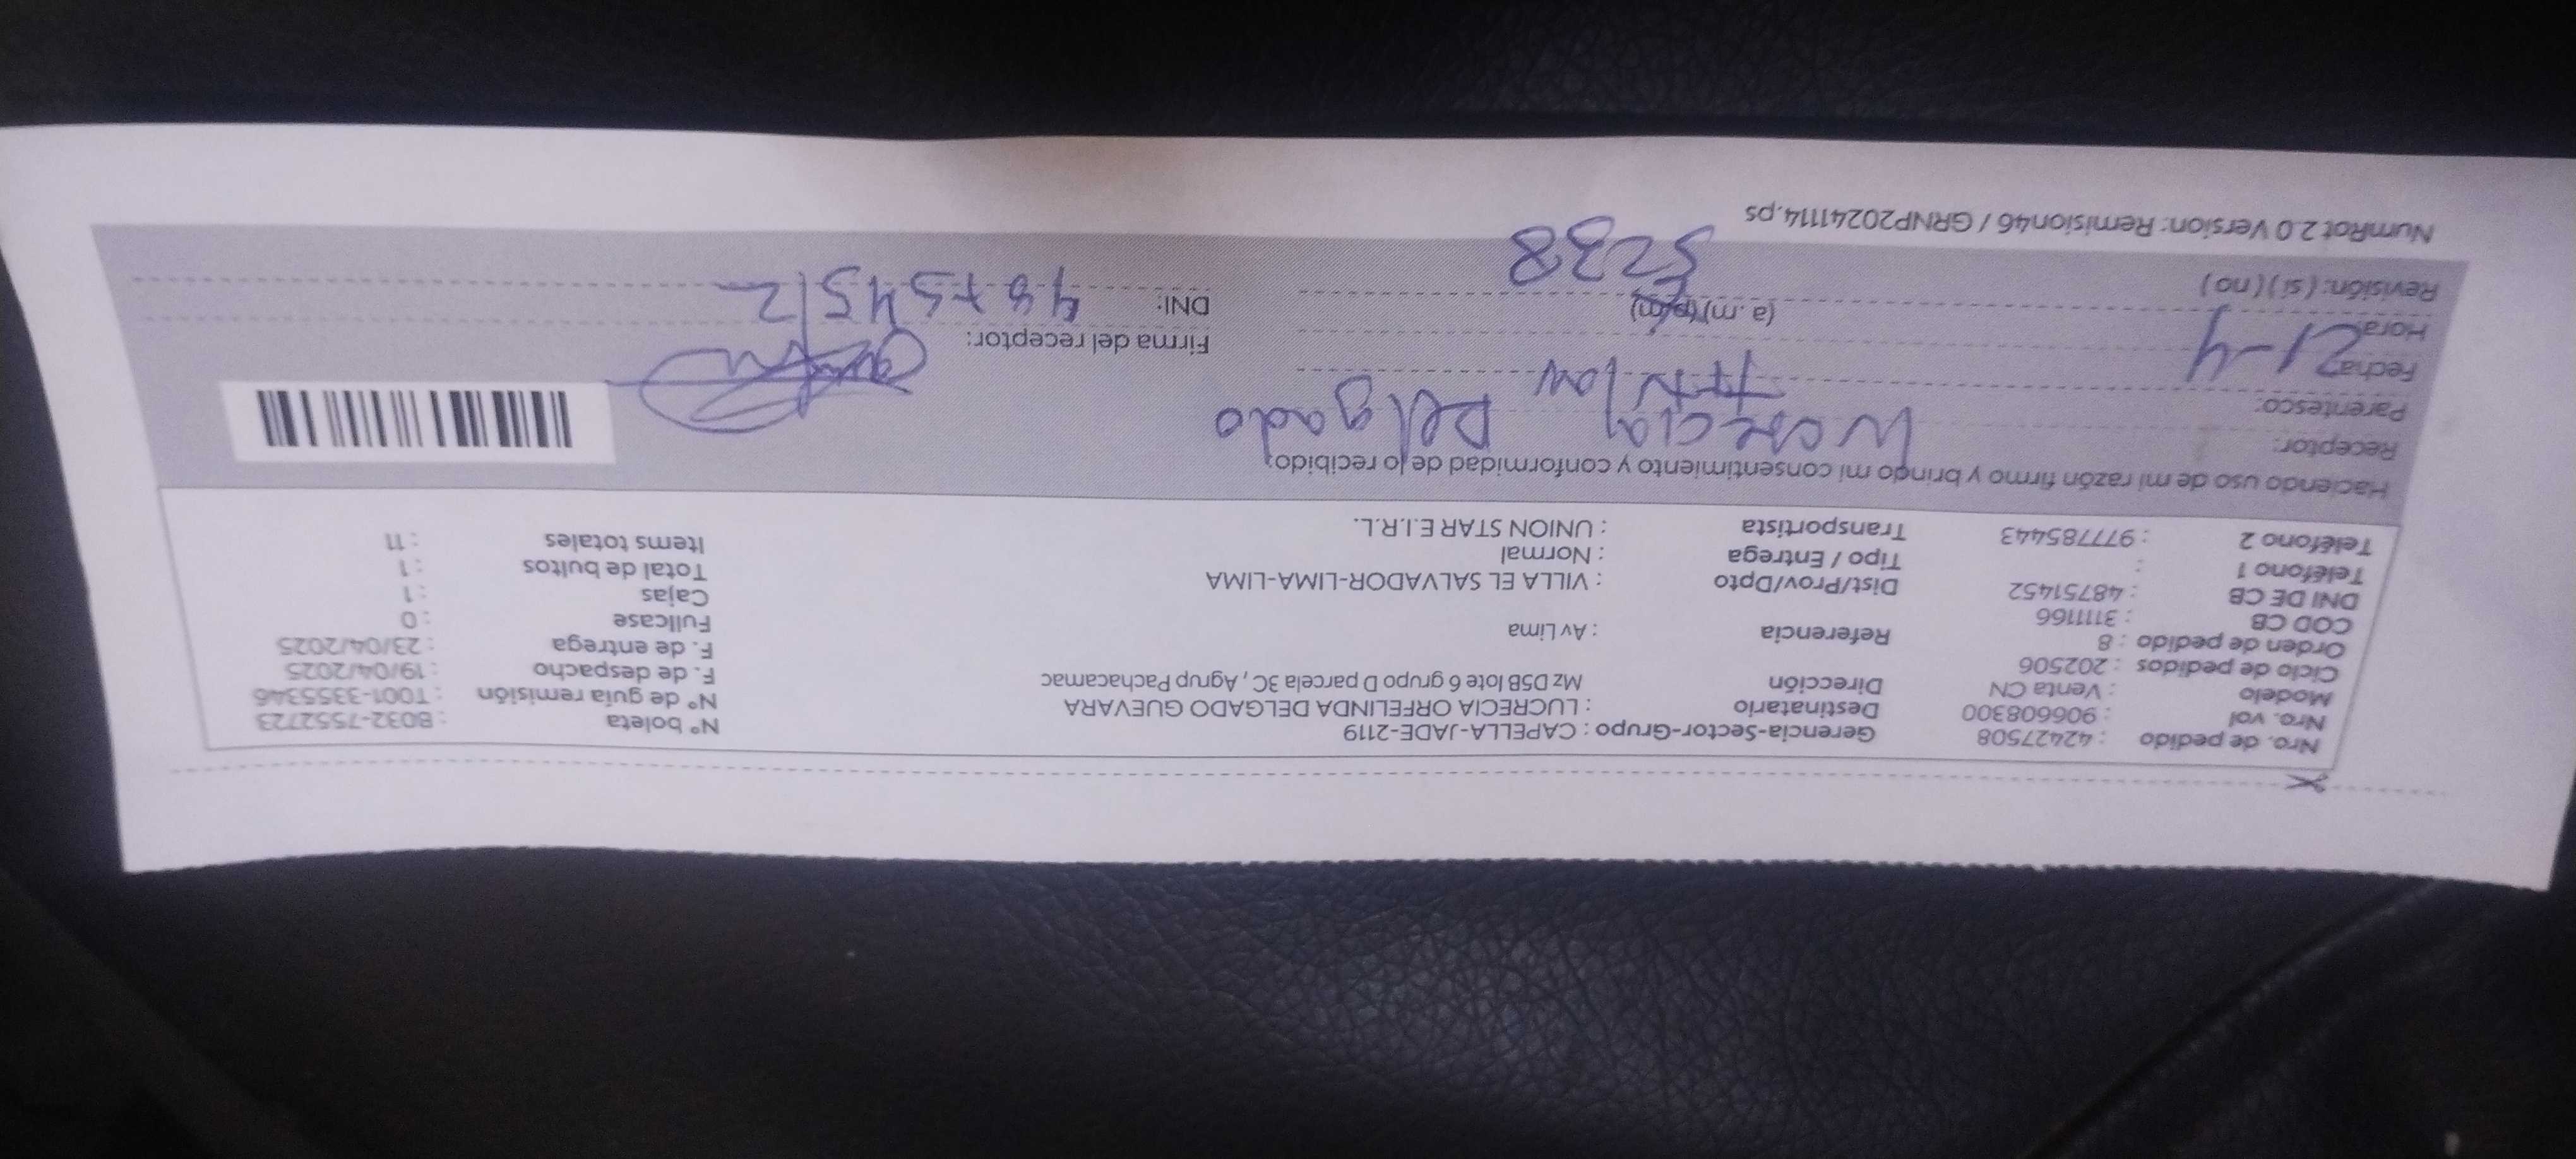 Nro. de pedido : 42427508 Gerencia-Sector-Grupo : CAPELLA-JADE-2119 N° boleta : B032-7552723
Nro. vol : 906608300 Destinatario : LUCRECIA ORFELINDA DELGADO GUEVARA N° de guía remisión : T001-3355346
Modelo : Venta CN Dirección Mz D5B lote 6 grupo D parcela 3C , Agrup Pachacamac F. de despacho : 19/04/2025
Ciclo de pedidos : 202506 F. de entrega : 23/04/2025
Orden de pedido : 8 Referencia : Av Lima Fullcase : 0
COD CB : 3111166 Cajas : 1
DNI DE CB : 48751452 Dist/Prov/Dpto : VILLA EL SALVADOR-LIMA-LIMA Total de bultos : 1
Teléfono 1 : Tipo / Entrega : Normal Items totales : 11
Teléfono 2 : 977785443 Transportista : UNION STAR E.I.R.L.
Haciendo uso de mi razón firmo y brindo mi consentimiento y conformidad de lo recibido:
Receptor: Lucrecia Delgado
Parentesco: Titular
Fecha: 21-4 Firma del receptor:
Hora: (a.m) (p.m) DNI:
Revisión: (si) (no) 5238
NumRot 2.0 Version: Remision46 / GRNP20241114.ps